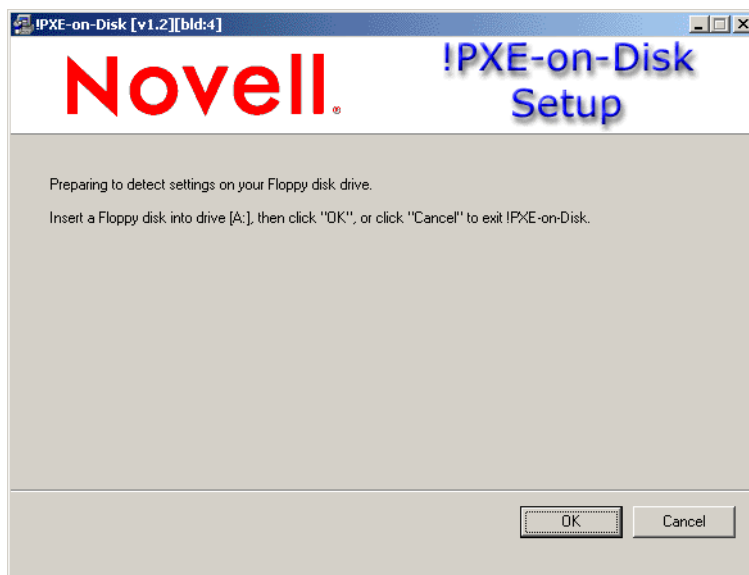 !PXE-on-Disk [v1.2][bld:4]
Novell®
!PXE-on-Disk
Setup
Preparing to detect settings on your Floppy disk drive.
Insert a Floppy disk into drive [A:], then click "OK", or click "Cancel" to exit !PXE-on-Disk.
OK
Cancel